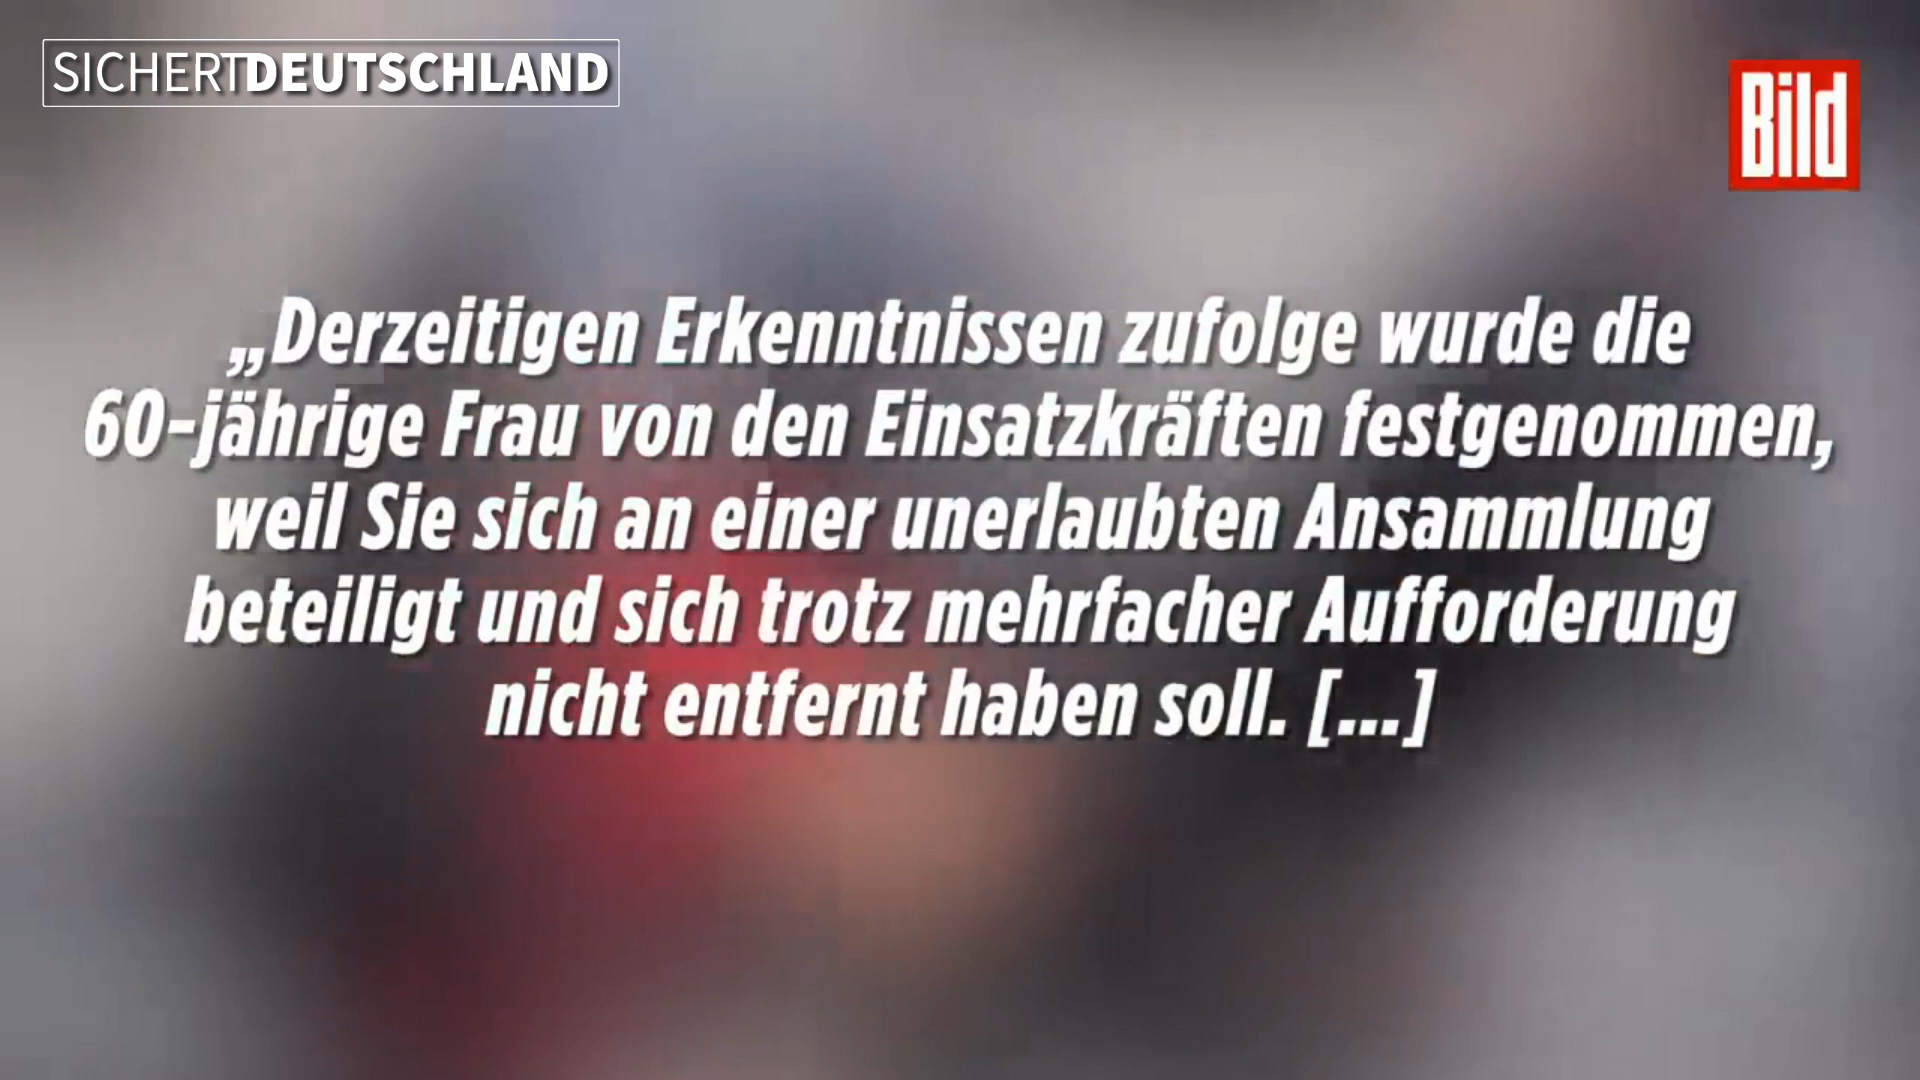 SICHERTDEUTSCHLAND
Bild
„Derzeitigen Erkenntnissen zufolge wurde die
60-jährige Frau von den Einsatzkräften festgenommen,
weil Sie sich an einer unerlaubten Ansammlung
beteiligt und sich trotz mehrfacher Aufforderung
nicht entfernt haben soll. [...]